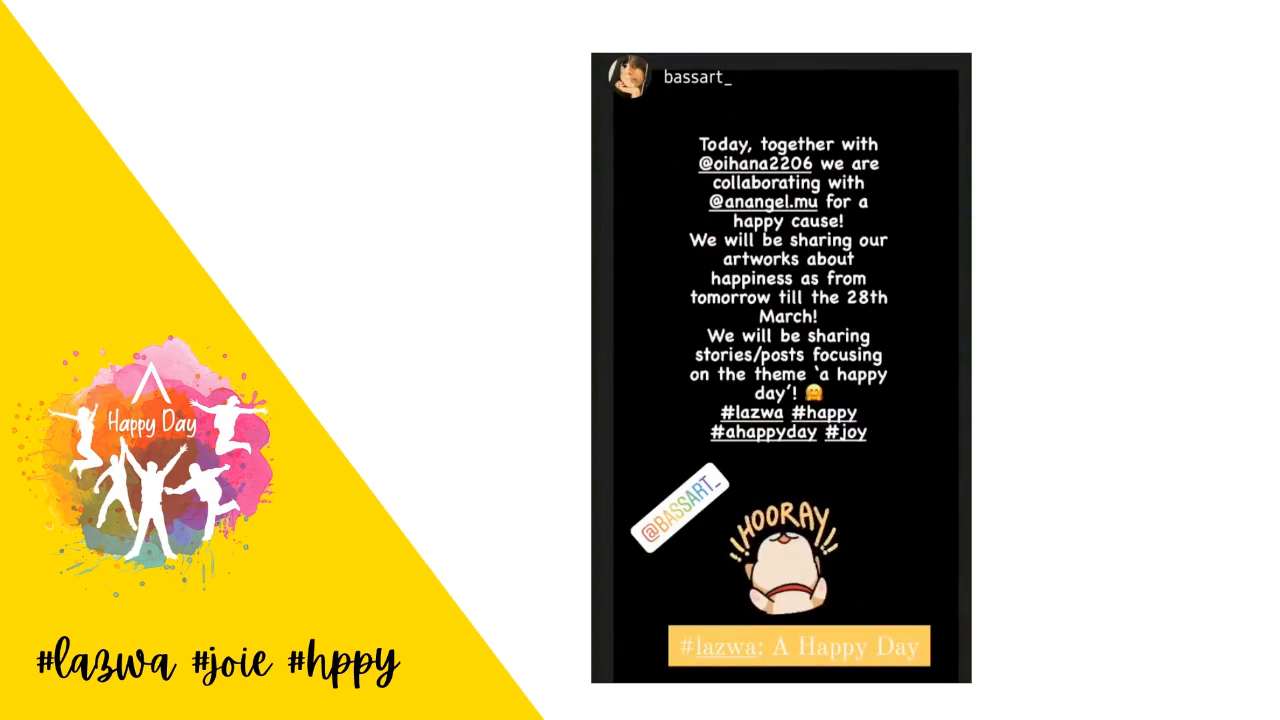 bassart_
Today, together with
@oihana2206 we are
collaborating with
@anangel.mu for a
happy cause!
We will be sharing our
artworks about
happiness as from
tomorrow till the 28th
March!
We will be sharing
stories/posts focusing
on the theme ‘a happy
day’! 🤗
#lazwa #happy
#ahappyday #joy
@BASSART_
HOORAY
#lazwa: A Happy Day
A
Happy Day
#lazwa #joie #hppy